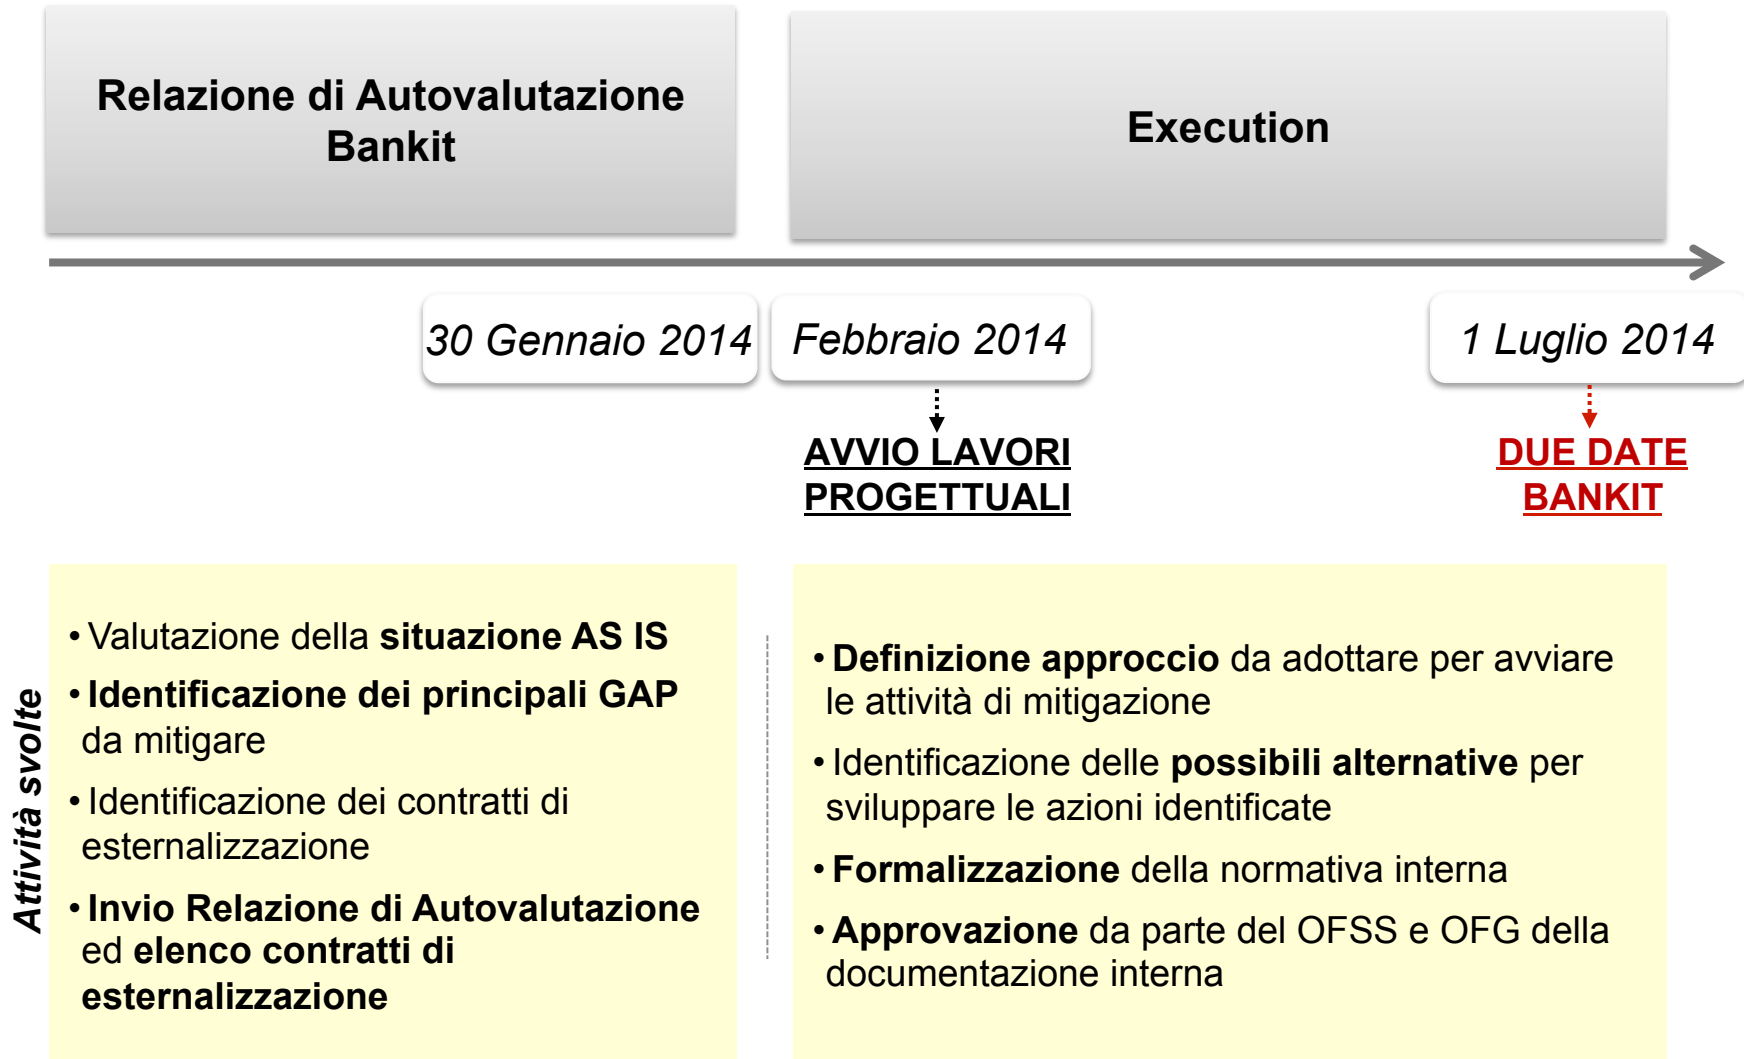 Relazione di Autovalutazione
Bankit
Execution
30 Gennaio 2014
Febbraio 2014
1 Luglio 2014
AVVIO LAVORI
PROGETTUALI
DUE DATE
BANKIT
Attività svolte
• Valutazione della situazione AS IS
• Identificazione dei principali GAP
da mitigare
• Identificazione dei contratti di
esternalizzazione
• Invio Relazione di Autovalutazione
ed elenco contratti di
esternalizzazione
• Definizione approccio da adottare per avviare
le attività di mitigazione
• Identificazione delle possibili alternative per
sviluppare le azioni identificate
• Formalizzazione della normativa interna
• Approvazione da parte del OFSS e OFG della
documentazione interna